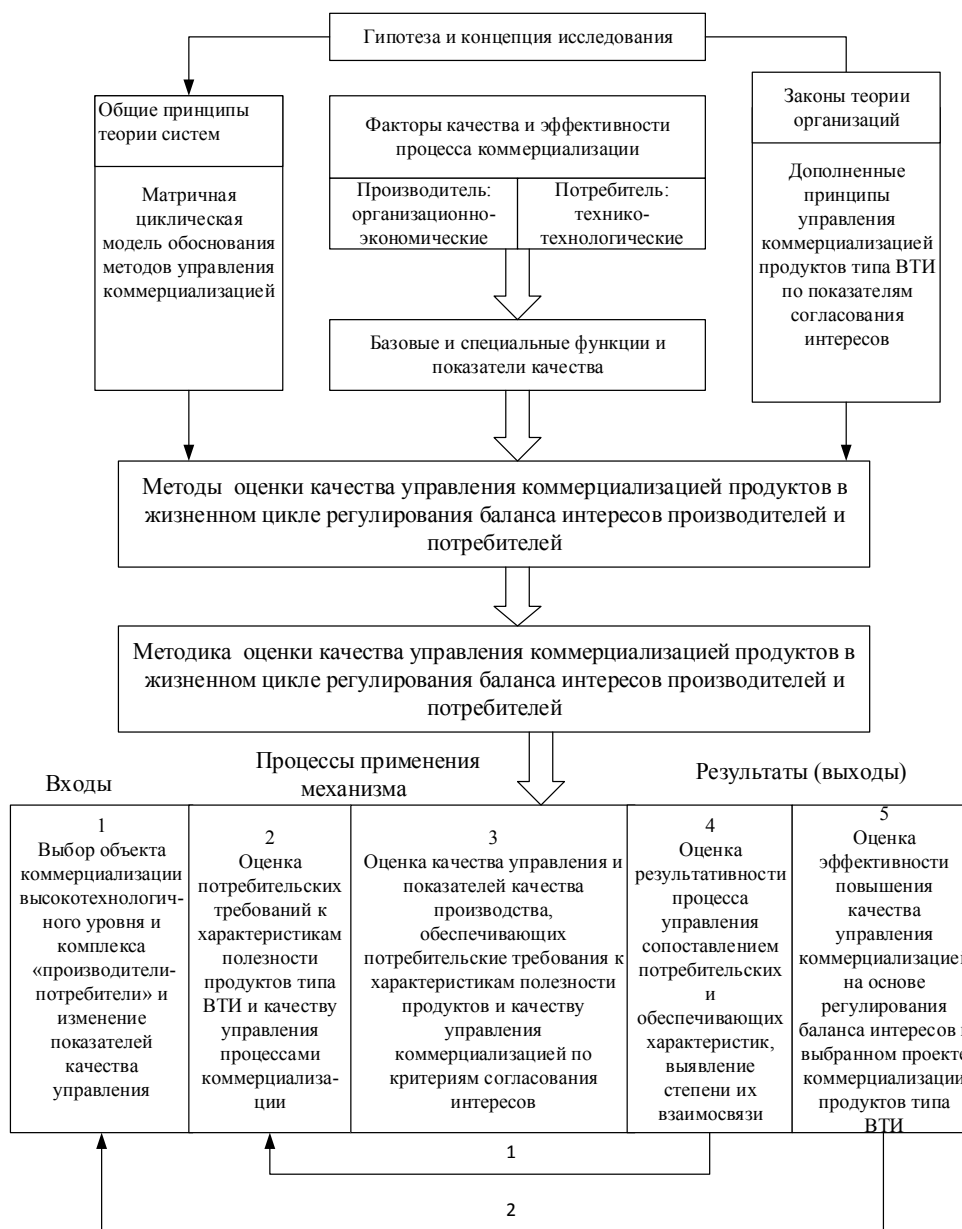 Гипотеза и концепция исследования
Общие принципы
теории систем
Матричная
циклическая
модель обоснования
методов управления
коммерциализацией
Факторы качества и эффективности
процесса коммерциализации
Производитель:
организационно-
экономические
Потребитель:
технико-
технологические
Законы теории
организаций
Дополненные
принципы
управления
коммерциализацией
продуктов типа ВТИ
по показателям
согласования
интересов
Базовые и специальные функции и
показатели качества
Методы оценки качества управления коммерциализацией продуктов в
жизненном цикле регулирования баланса интересов производителей и
потребителей
Методика оценки качества управления коммерциализацией продуктов в
жизненном цикле регулирования баланса интересов производителей и
потребителей
Входы
Процессы применения
механизма
Результаты (выходы)
1
Выбор объекта
коммерциализации
высокотехнологич-
ного уровня и
комплекса
«производители-
потребители» и
изменение
показателей
качества
управления
2
Оценка
потребительских
требований к
характеристикам
полезности
продуктов типа
ВТИ и качеству
управления
процессами
коммерциализа-
ции
3
Оценка качества управления и
показателей качества
производства,
обеспечивающих
потребительские требования к
характеристикам полезности
продуктов и качеству
управления
коммерциализацией по
критериям согласования
интересов
4
Оценка
результативности
процесса
управления
сопоставлением
потребительских
и
обеспечивающих
характеристик,
выявление
степени их
взаимосвязи
5
Оценка
эффективности
повышения
качества
управления
коммерциализацией
на основе
регулирования
баланса интересов
выбранном проекте
коммерциализации
продуктов типа
ВТИ
1
2